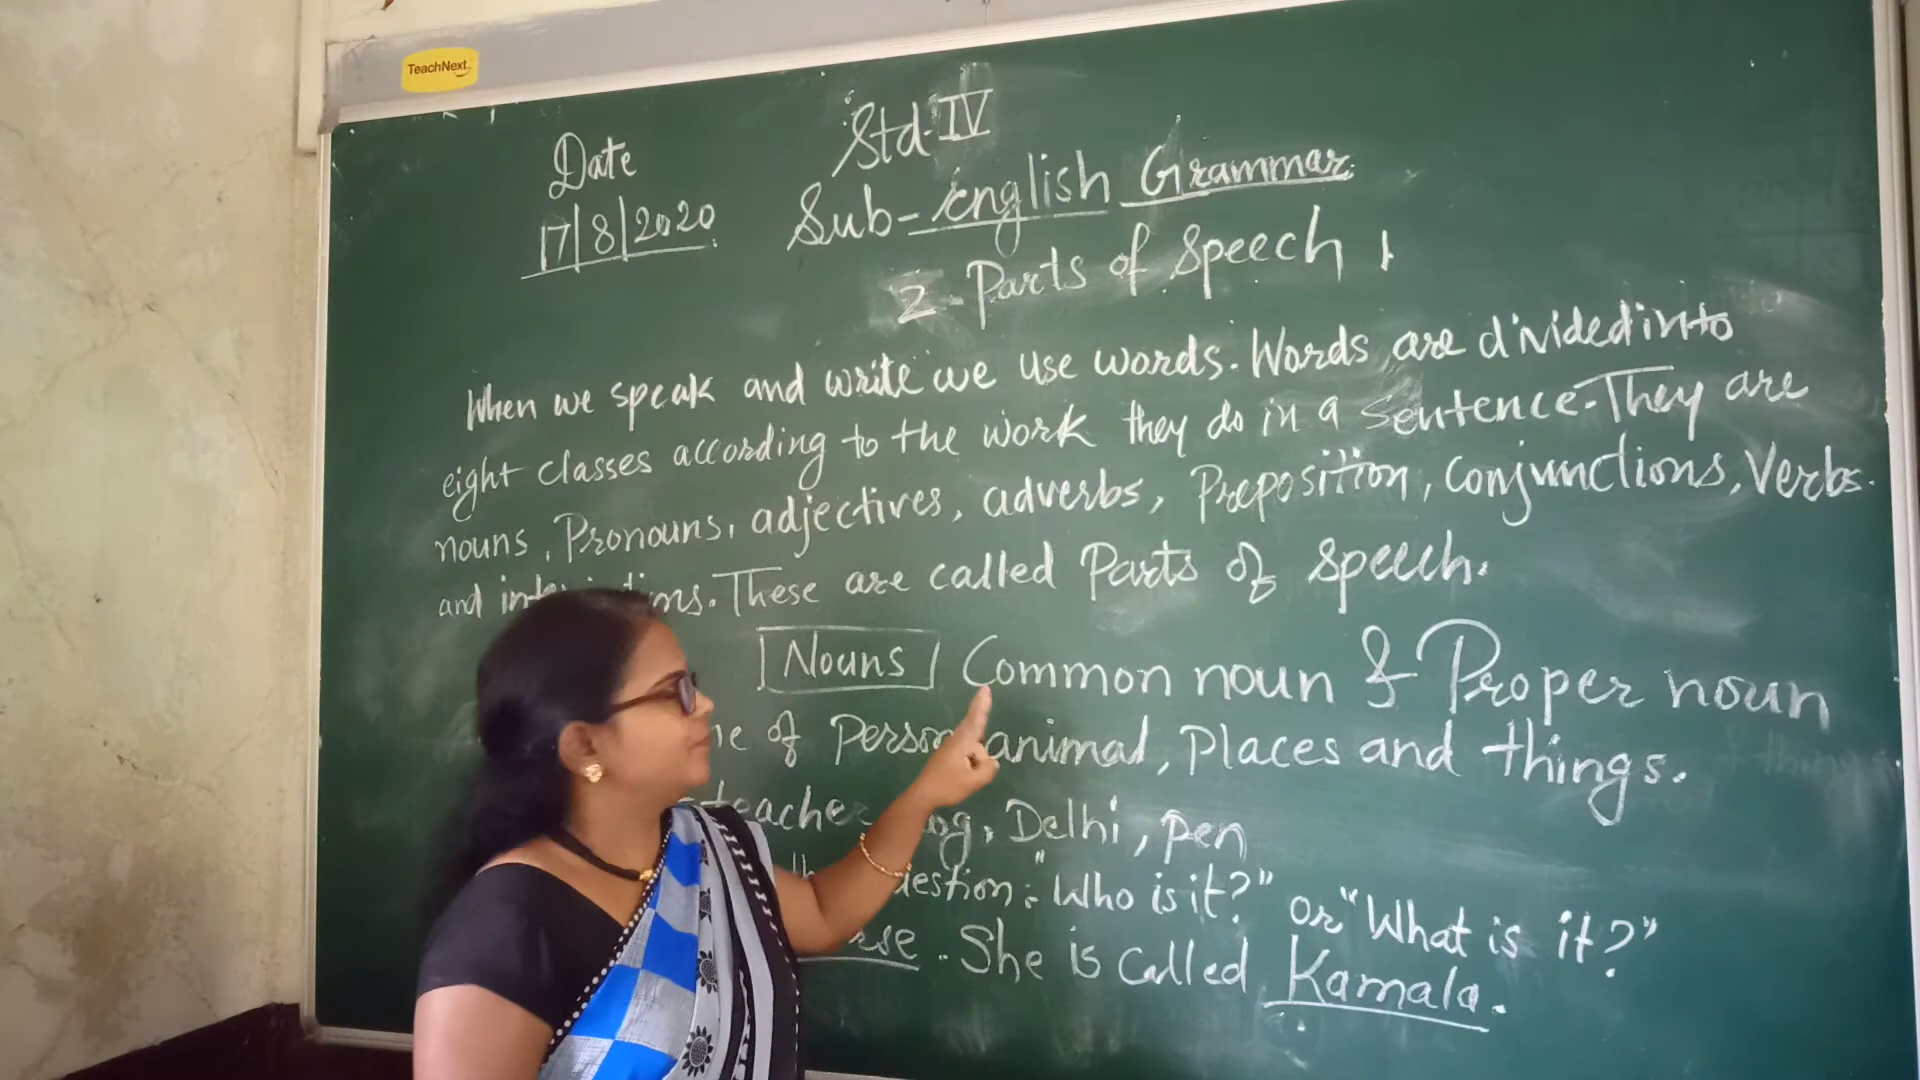 TeachNext
Std-IV
Date
17/8/2020
Sub-English Grammar
2-Parts of speech
When we speak and write we use words. Words are divided into
eight classes according to the work they do in a sentence. They are
nouns, Pronouns, adjectives, adverbs, Preposition, Conjunctions, Verbs.
and These are called Parts of speech.
Nouns Common noun & Proper noun
of Person animal, Places and things.
teacher Delhi, pen
"Who is it?" or "What is it?"
She is called Kamala.